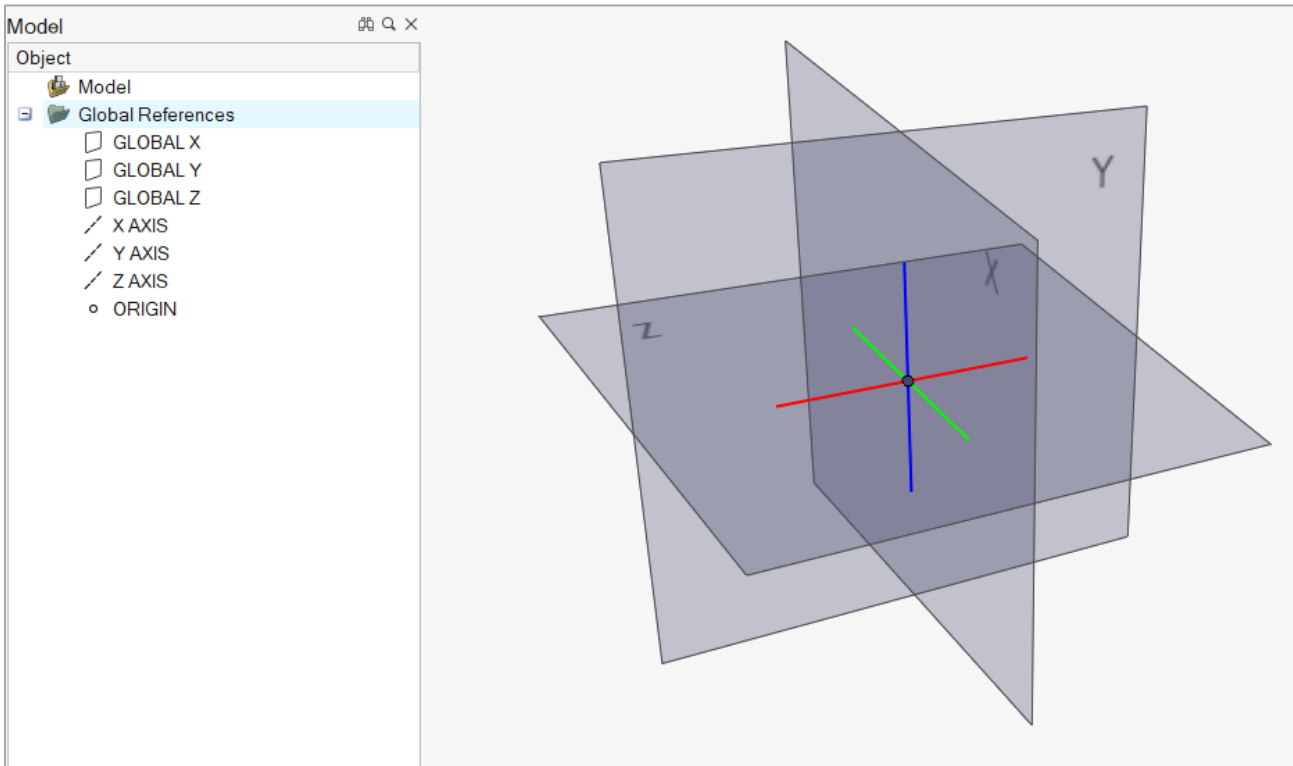 Model
Object
Model
Global References
GLOBAL X
GLOBAL Y
GLOBAL Z
X AXIS
Y AXIS
Z AXIS
ORIGIN
Y
X
Z